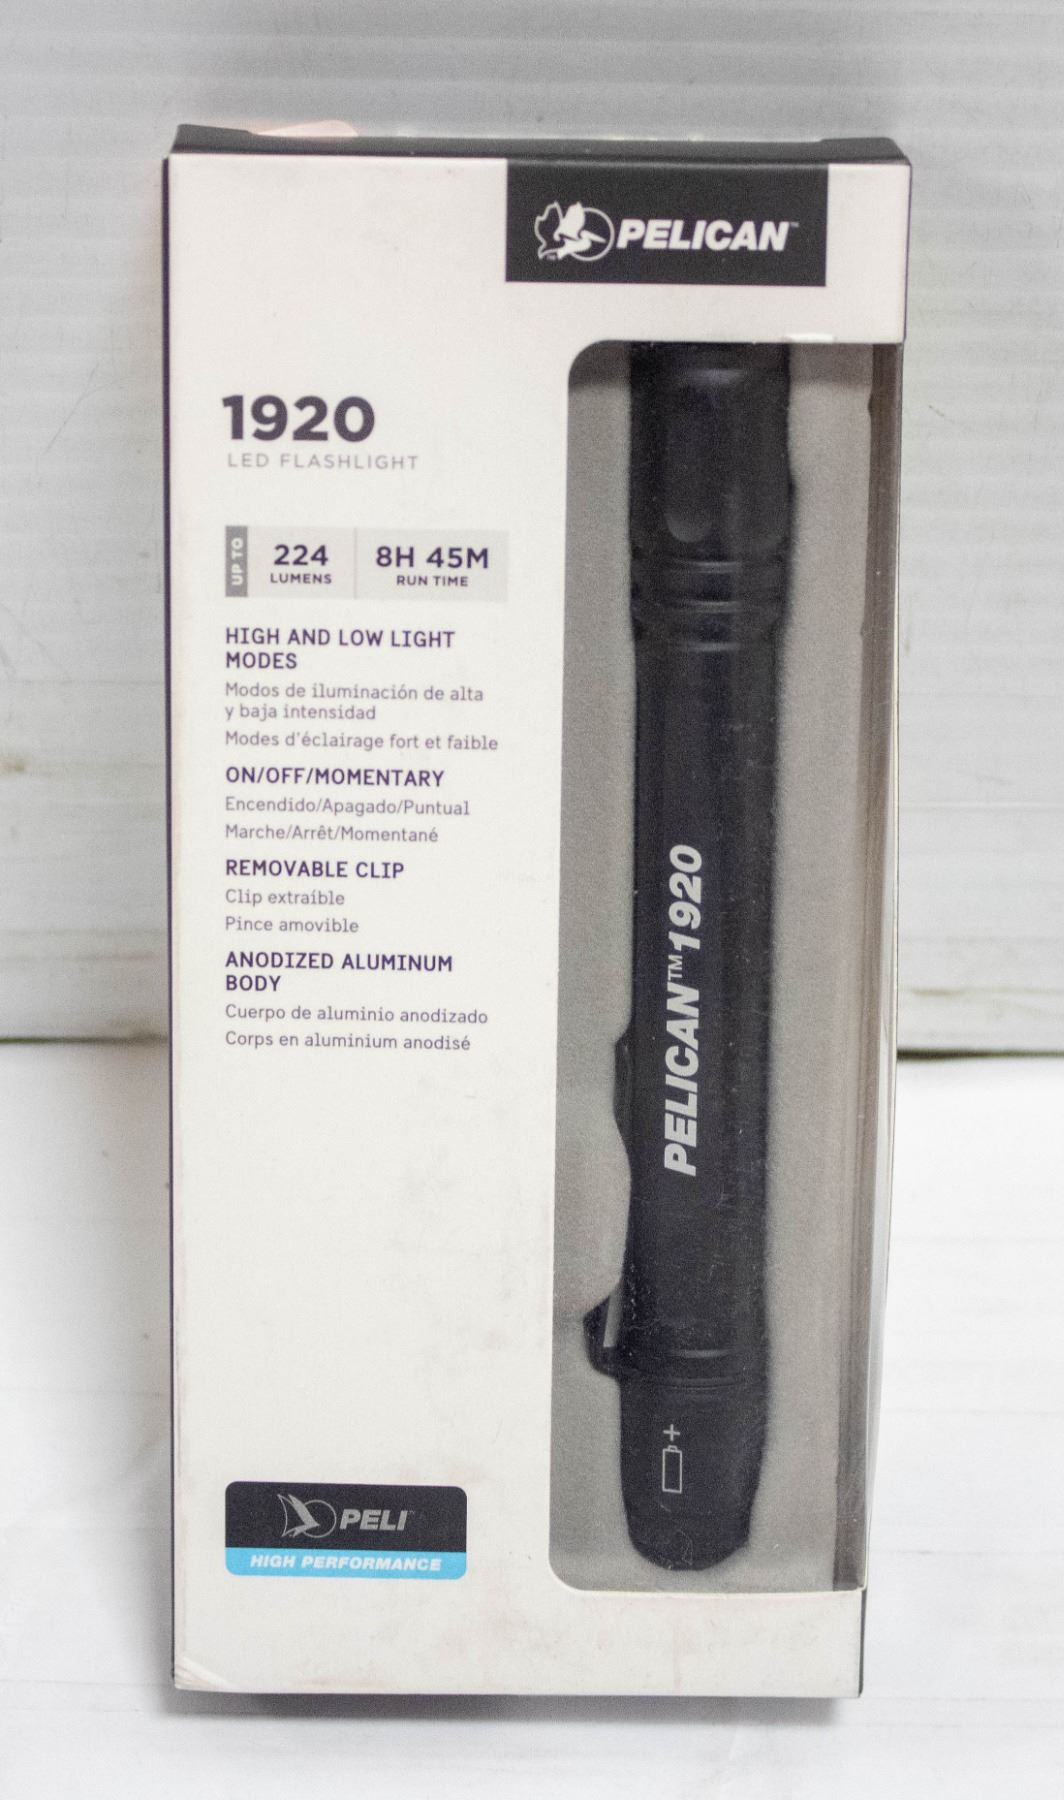 PELICAN™
1920
LED FLASHLIGHT
UP TO
224
LUMENS
8H 45M
RUN TIME
HIGH AND LOW LIGHT
MODES
Modos de iluminación de alta
y baja intensidad
Modes d'éclairage fort et faible
ON/OFF/MOMENTARY
Encendido/Apagado/Puntual
Marche/Arrêt/Momentané
REMOVABLE CLIP
Clip extraíble
Pince amovible
ANODIZED ALUMINUM
BODY
Cuerpo de aluminio anodizado
Corps en aluminium anodisé
PELICAN™ 1920
+
PELI™
HIGH PERFORMANCE